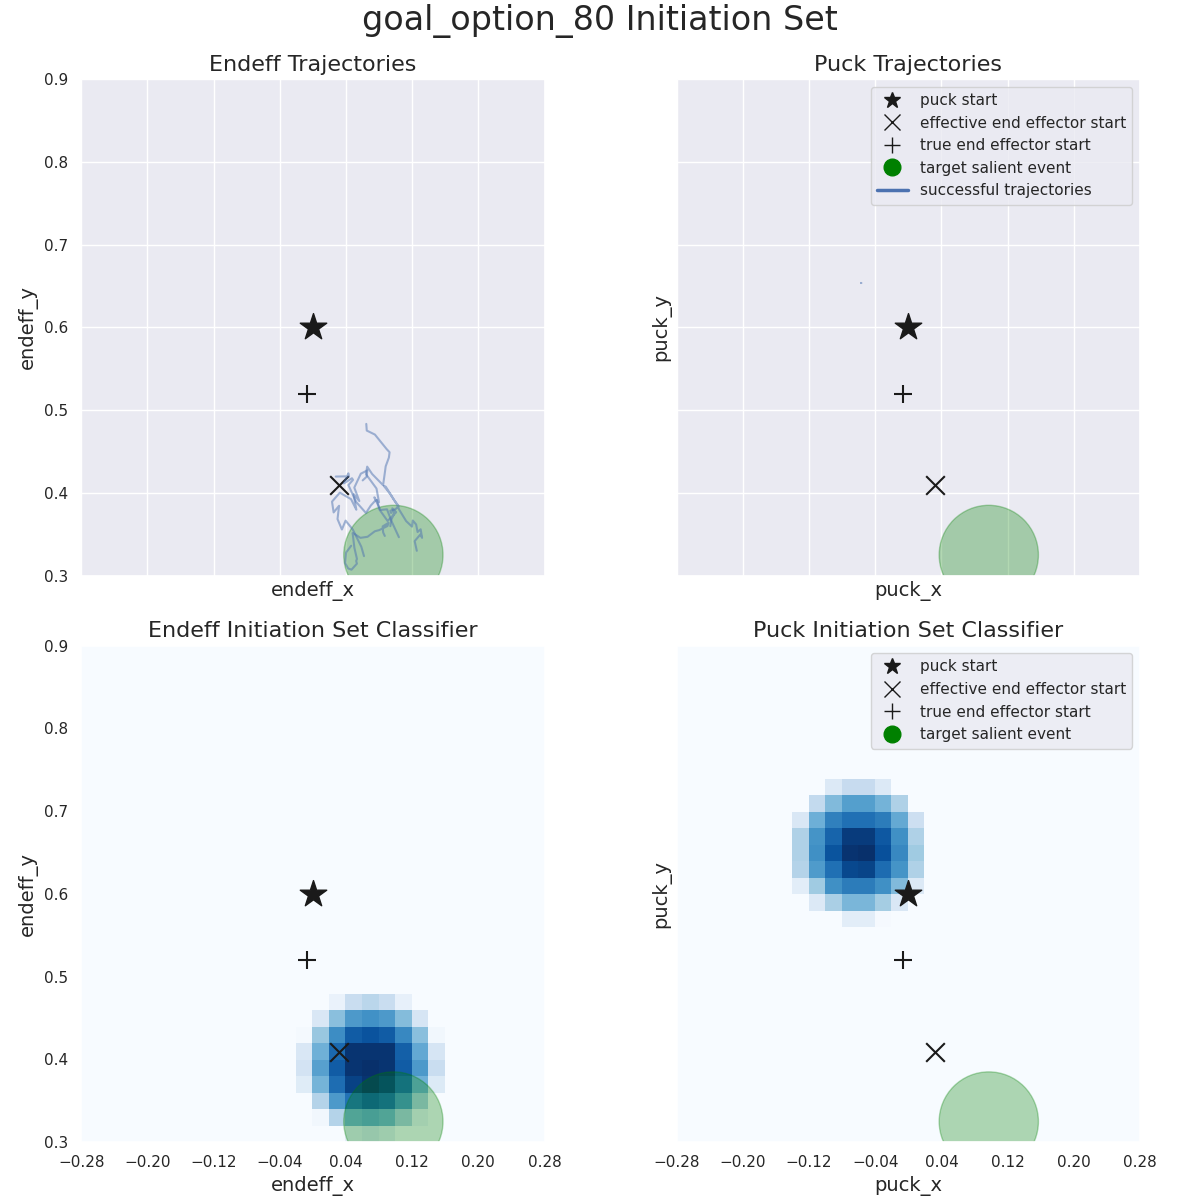 goal_option_80 Initiation Set
Endeff Trajectories
0.9
0.8
0.7
0.6
0.5
0.4
0.3
endeff_y
endeff_x
Puck Trajectories
puck start
effective end effector start
true end effector start
target salient event
successful trajectories
puck_y
puck_x
Endeff Initiation Set Classifier
0.9
0.8
0.7
0.6
0.5
0.4
0.3
endeff_y
−0.28 −0.20 −0.12 −0.04 0.04 0.12 0.20 0.28
endeff_x
Puck Initiation Set Classifier
puck start
effective end effector start
true end effector start
target salient event
puck_y
−0.28 −0.20 −0.12 −0.04 0.04 0.12 0.20 0.28
puck_x